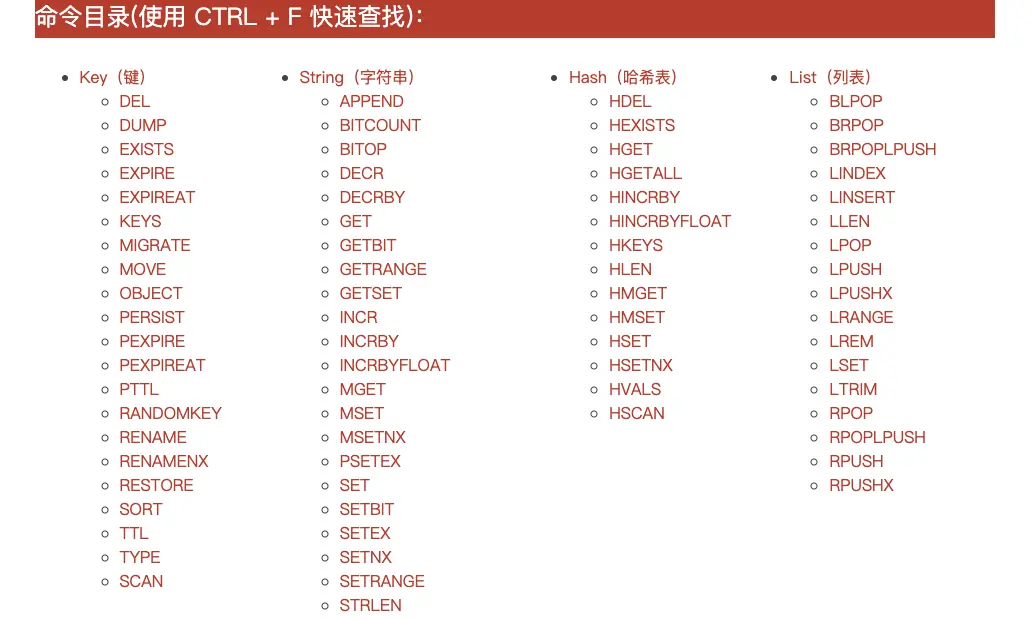 命令目录(使用 CTRL + F 快速查找):
Key（键）
DEL
DUMP
EXISTS
EXPIRE
EXPIREAT
KEYS
MIGRATE
MOVE
OBJECT
PERSIST
PEXPIRE
PEXPIREAT
PTTL
RANDOMKEY
RENAME
RENAMENX
RESTORE
SORT
TTL
TYPE
SCAN
String（字符串）
APPEND
BITCOUNT
BITOP
DECR
DECRBY
GET
GETBIT
GETRANGE
GETSET
INCR
INCRBY
INCRBYFLOAT
MGET
MSET
MSETNX
PSETEX
SET
SETBIT
SETEX
SETNX
SETRANGE
STRLEN
Hash（哈希表）
HDEL
HEXISTS
HGET
HGETALL
HINCRBY
HINCRBYFLOAT
HKEYS
HLEN
HMGET
HMSET
HSET
HSETNX
HVALS
HSCAN
List（列表）
BLPOP
BRPOP
BRPOPLPUSH
LINDEX
LINSERT
LLEN
LPOP
LPUSH
LPUSHX
LRANGE
LREM
LSET
LTRIM
RPOP
RPOPLPUSH
RPUSH
RPUSHX